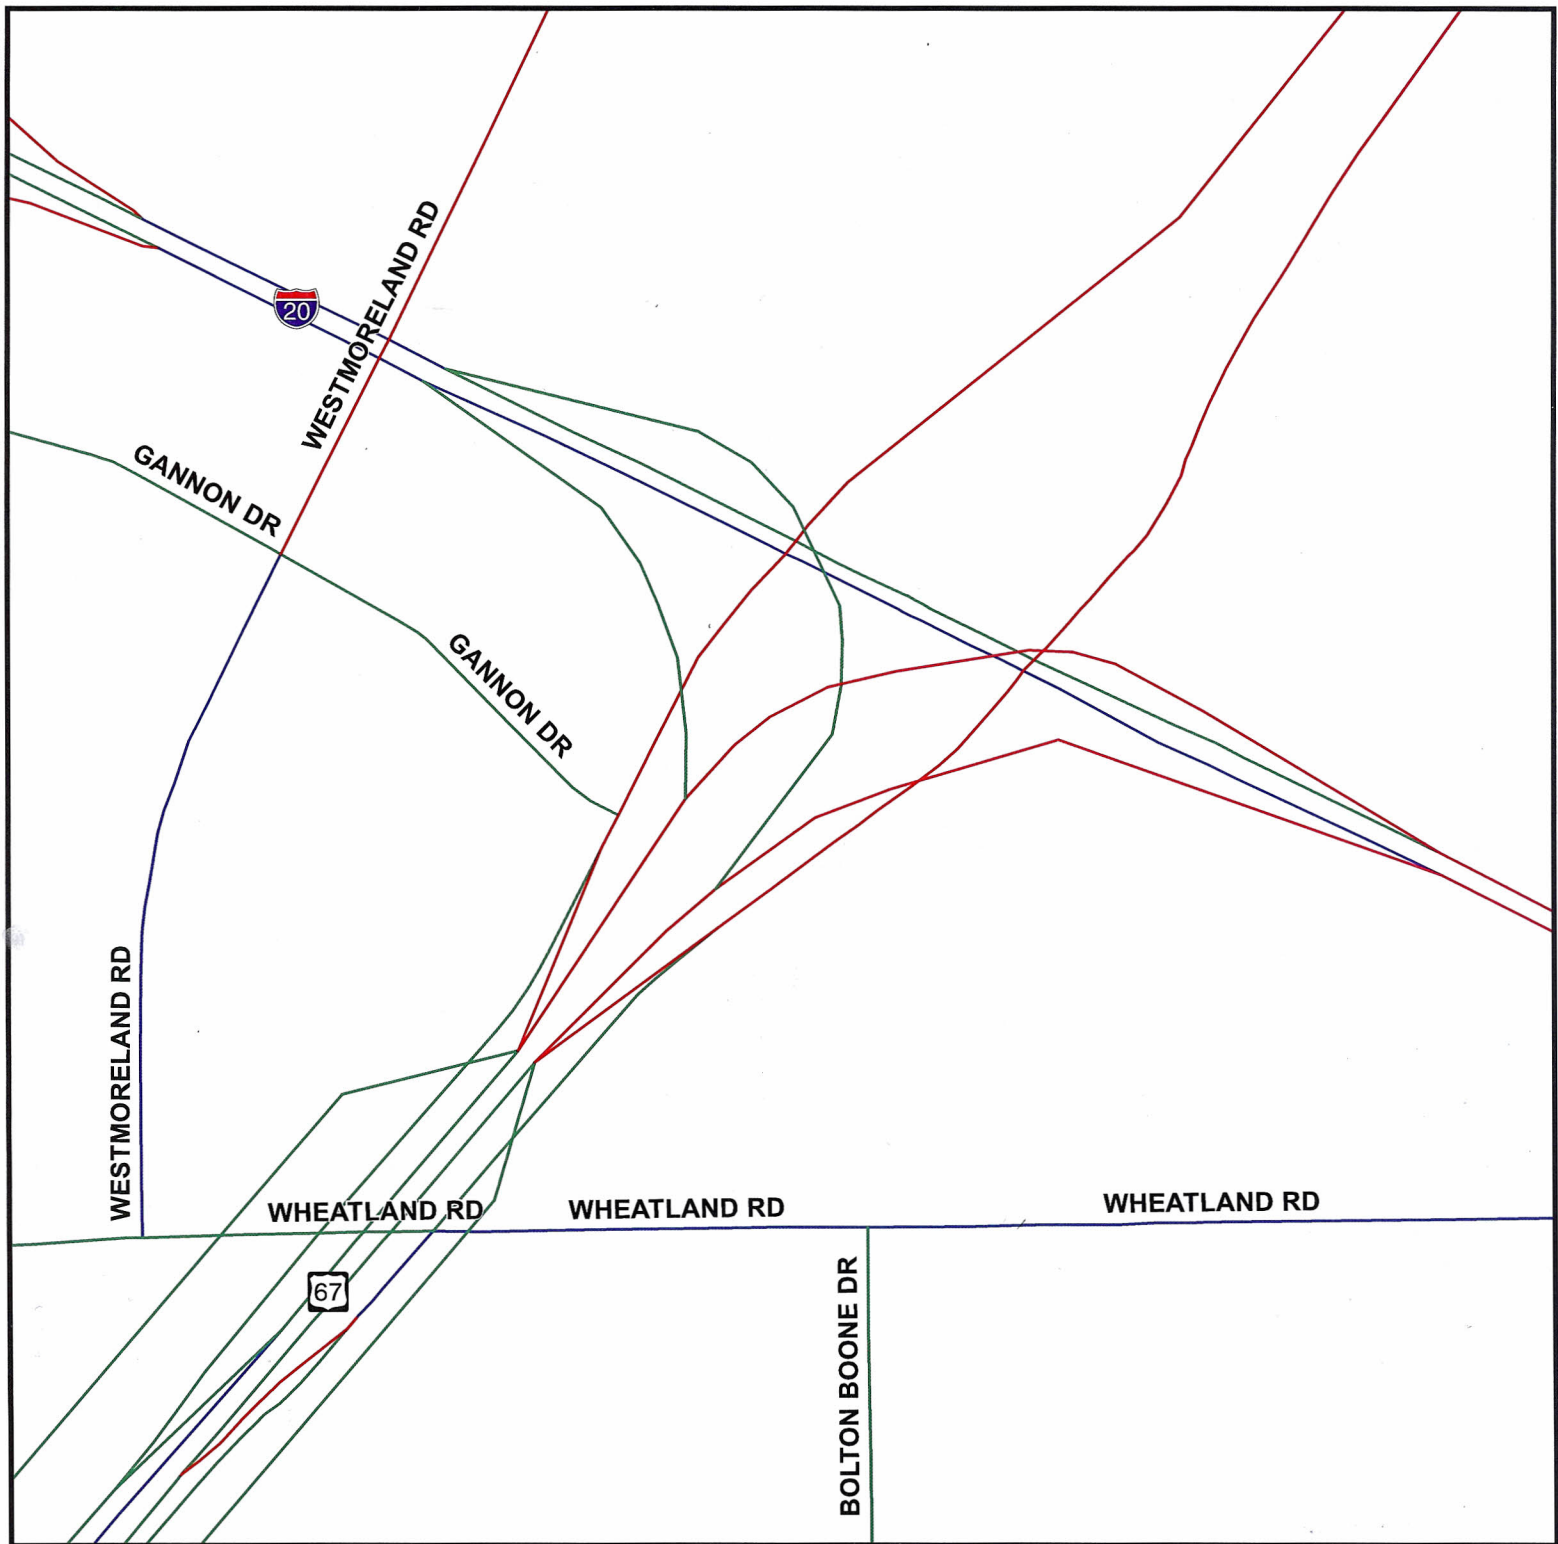 WESTMORELAND RD
20
GANNON DR
GANNON DR
WESTMORELAND RD
WHEATLAND RD
WHEATLAND RD
WHEATLAND RD
67
BOLTON BOONE DR